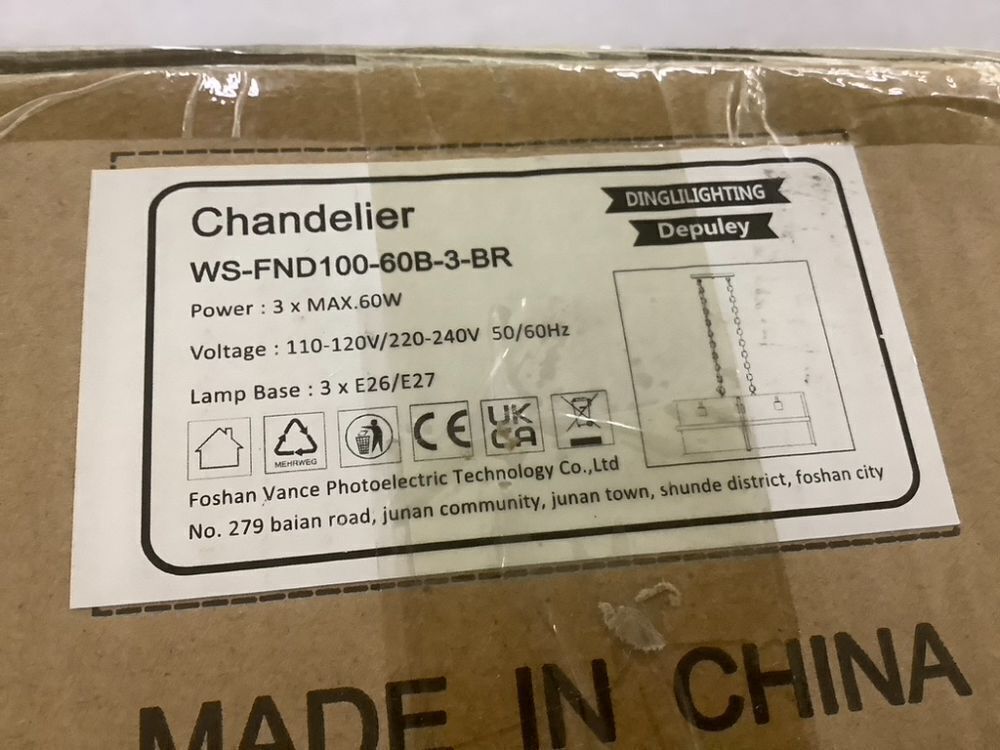 DINGLILIGHTING
Depuley
Chandelier
WS-FND100-60B-3-BR
Power : 3 x MAX.60W
Voltage : 110-120V/220-240V 50/60Hz
Lamp Base : 3 x E26/E27
MEHRWEG
CE
UK
CA
Foshan Vance Photoelectric Technology Co.,Ltd
No. 279 baian road, junan community, junan town, shunde district, foshan city
MADE IN CHINA